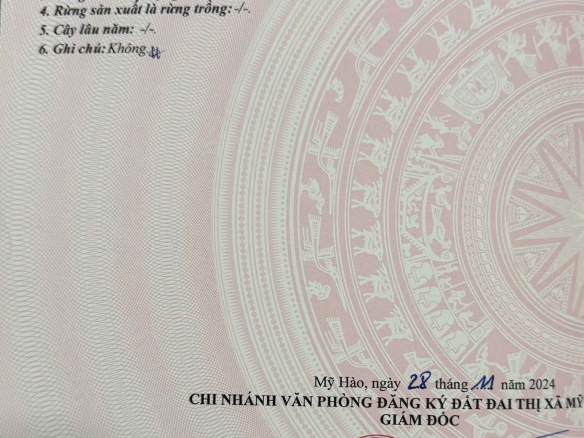 4. Rừng sản xuất là rừng trồng: -/-.
5. Cây lâu năm: -/-.
6. Ghi chú: Không.
Mỹ Hào, ngày 28 tháng 11 năm 2024
CHI NHÁNH VĂN PHÒNG ĐĂNG KÝ ĐẤT ĐAI THỊ XÃ MỸ
GIÁM ĐỐC